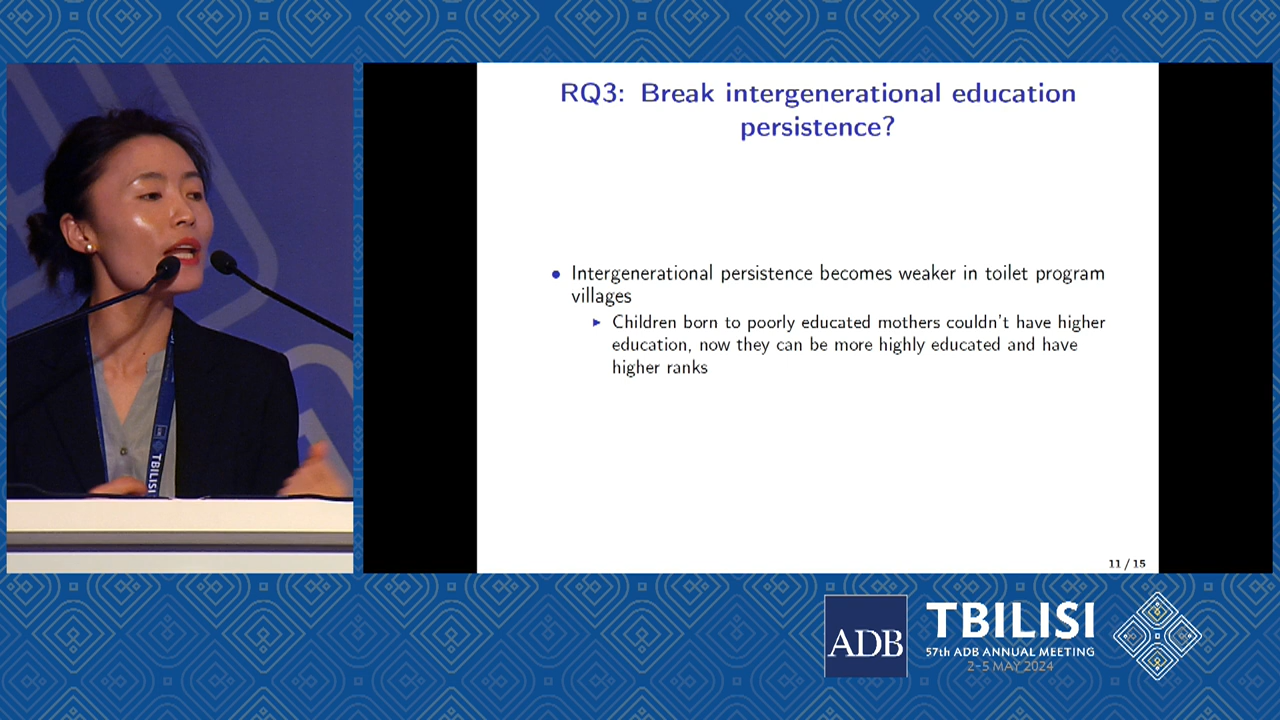 RQ3: Break intergenerational education
persistence?
• Intergenerational persistence becomes weaker in toilet program
villages
▶ Children born to poorly educated mothers couldn't have higher
education, now they can be more highly educated and have
higher ranks
11 / 15
TBILISI
ADB
TBILISI
57th ADB ANNUAL MEETING
2-5 MAY 2024